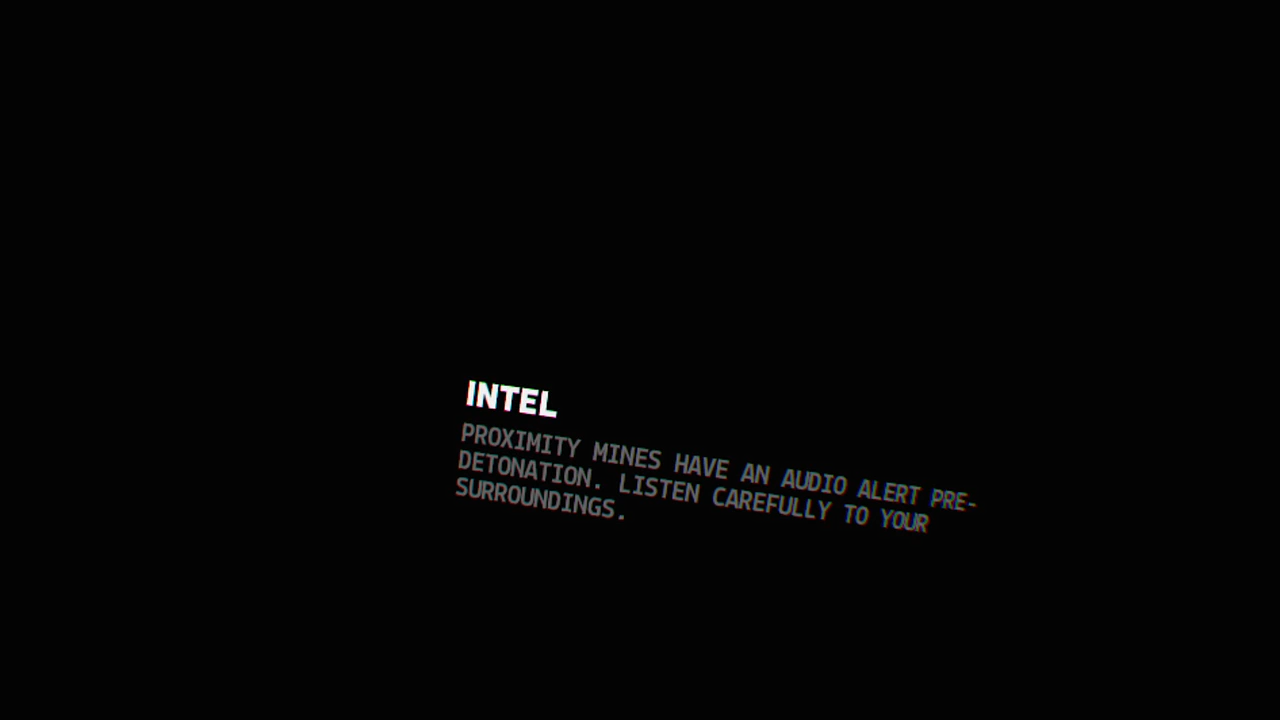 INTEL
PROXIMITY MINES HAVE AN AUDIO ALERT PRE-
DETONATION. LISTEN CAREFULLY TO YOUR
SURROUNDINGS.